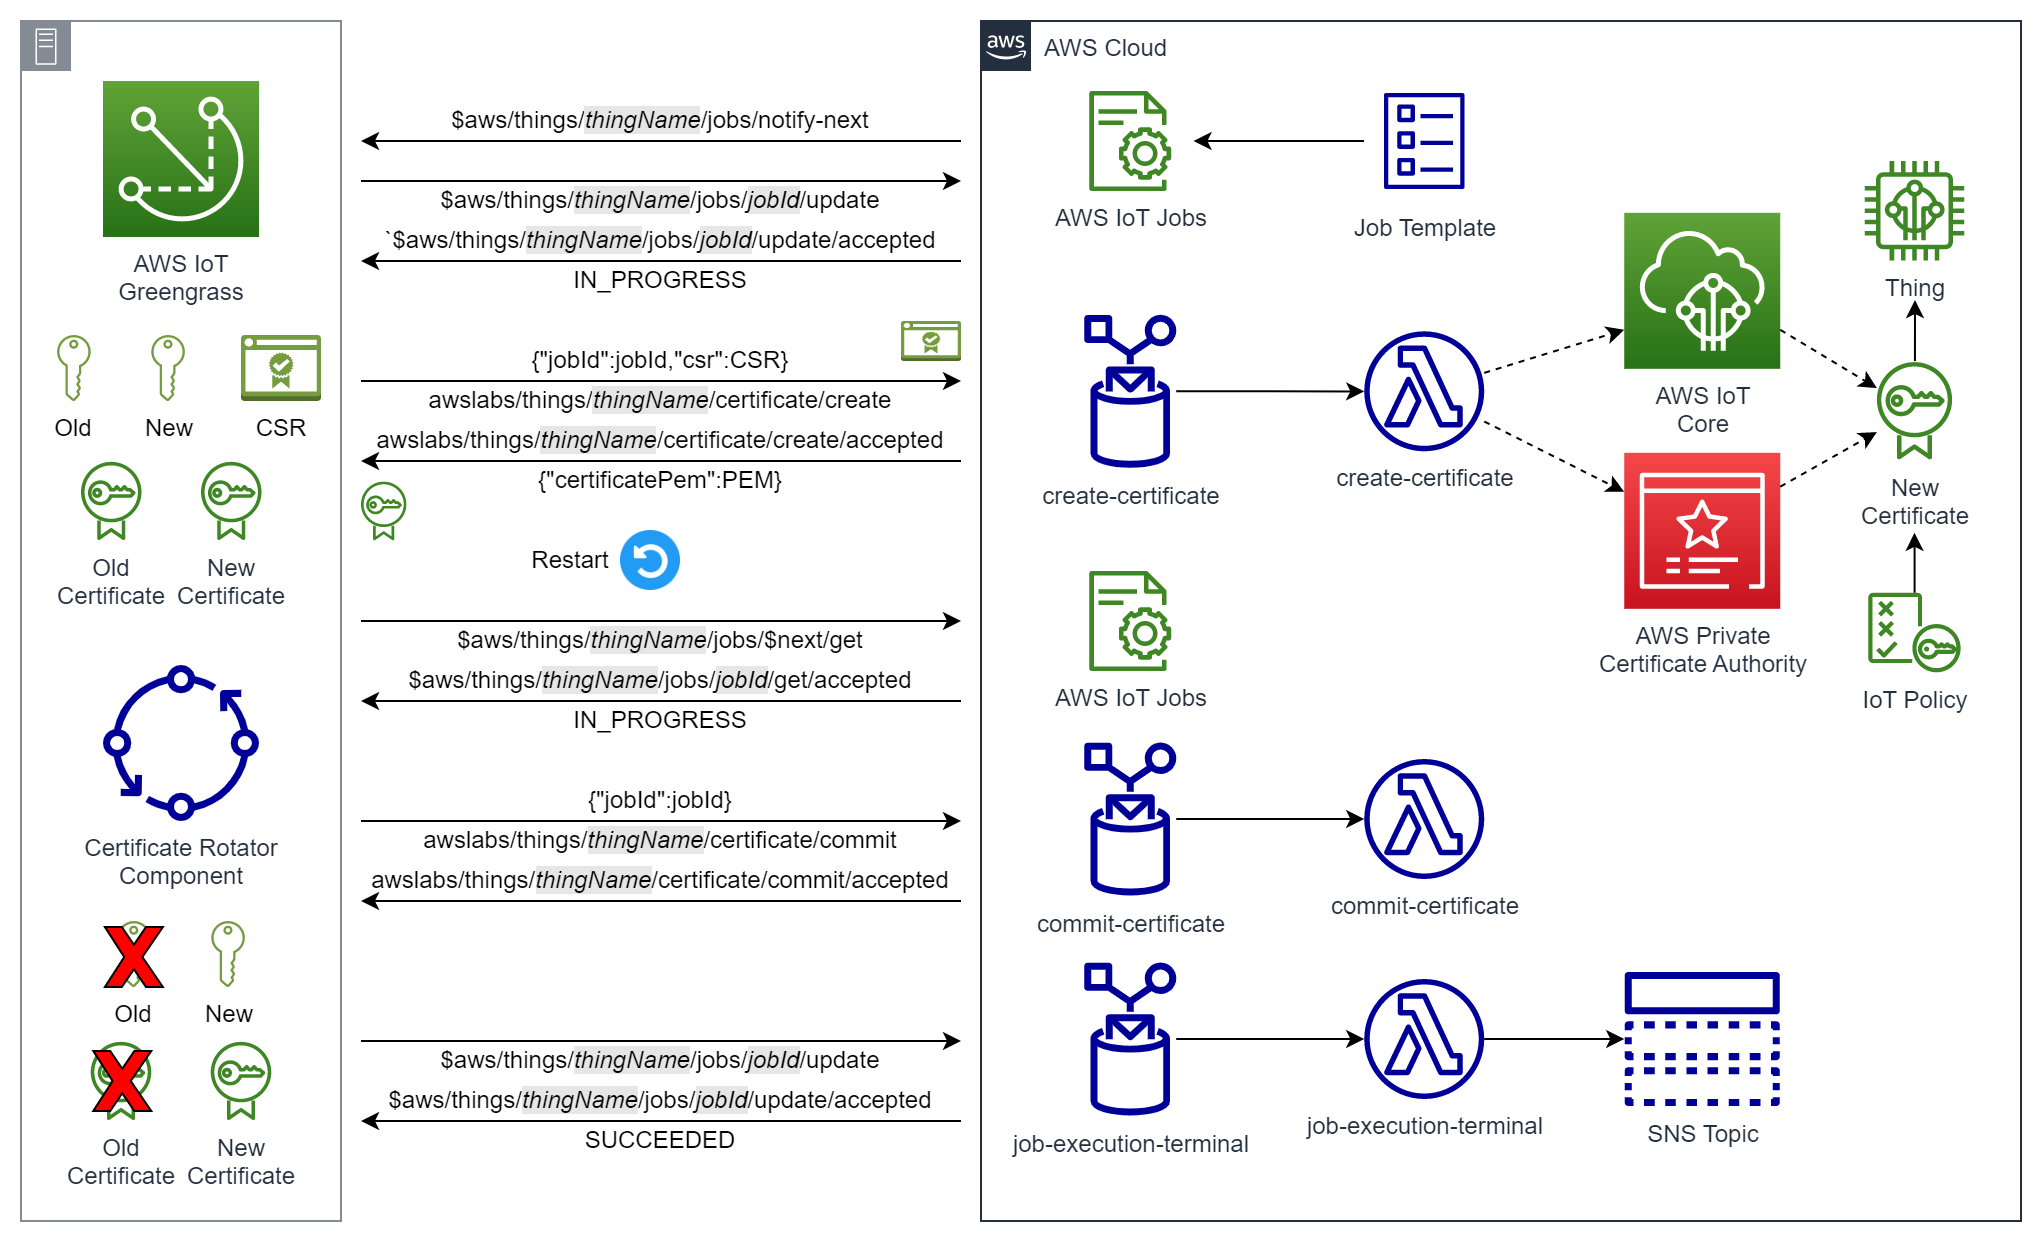 AWS IoT
Greengrass
Old
New
CSR
Old
Certificate
New
Certificate
Certificate Rotator
Component
Old
New
Old
Certificate
New
Certificate
$aws/things/thingName/jobs/notify-next
$aws/things/thingName/jobs/jobId/update
`$aws/things/thingName/jobs/jobId/update/accepted
IN_PROGRESS
{"jobId":jobId,"csr":CSR}
awslabs/things/thingName/certificate/create
awslabs/things/thingName/certificate/create/accepted
{"certificatePem":PEM}
Restart
$aws/things/thingName/jobs/$next/get
$aws/things/thingName/jobs/jobId/get/accepted
IN_PROGRESS
{"jobId":jobId}
awslabs/things/thingName/certificate/commit
awslabs/things/thingName/certificate/commit/accepted
$aws/things/thingName/jobs/jobId/update
$aws/things/thingName/jobs/jobId/update/accepted
SUCCEEDED
aws
AWS Cloud
AWS IoT Jobs
Job Template
Thing
create-certificate
create-certificate
AWS IoT
Core
New
Certificate
AWS Private
Certificate Authority
IoT Policy
AWS IoT Jobs
commit-certificate
commit-certificate
job-execution-terminal
job-execution-terminal
SNS Topic